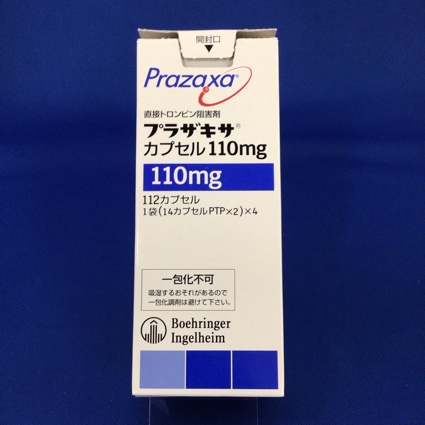 開封口
Prazaxa®
直接トロンビン阻害剤
プラザキサ®
カプセル110mg
110mg
112カプセル
1袋(14カプセルPTP×2)×4
一包化不可
吸湿するおそれがあるので
一包化調剤は避けて下さい。
Boehringer
Ingelheim